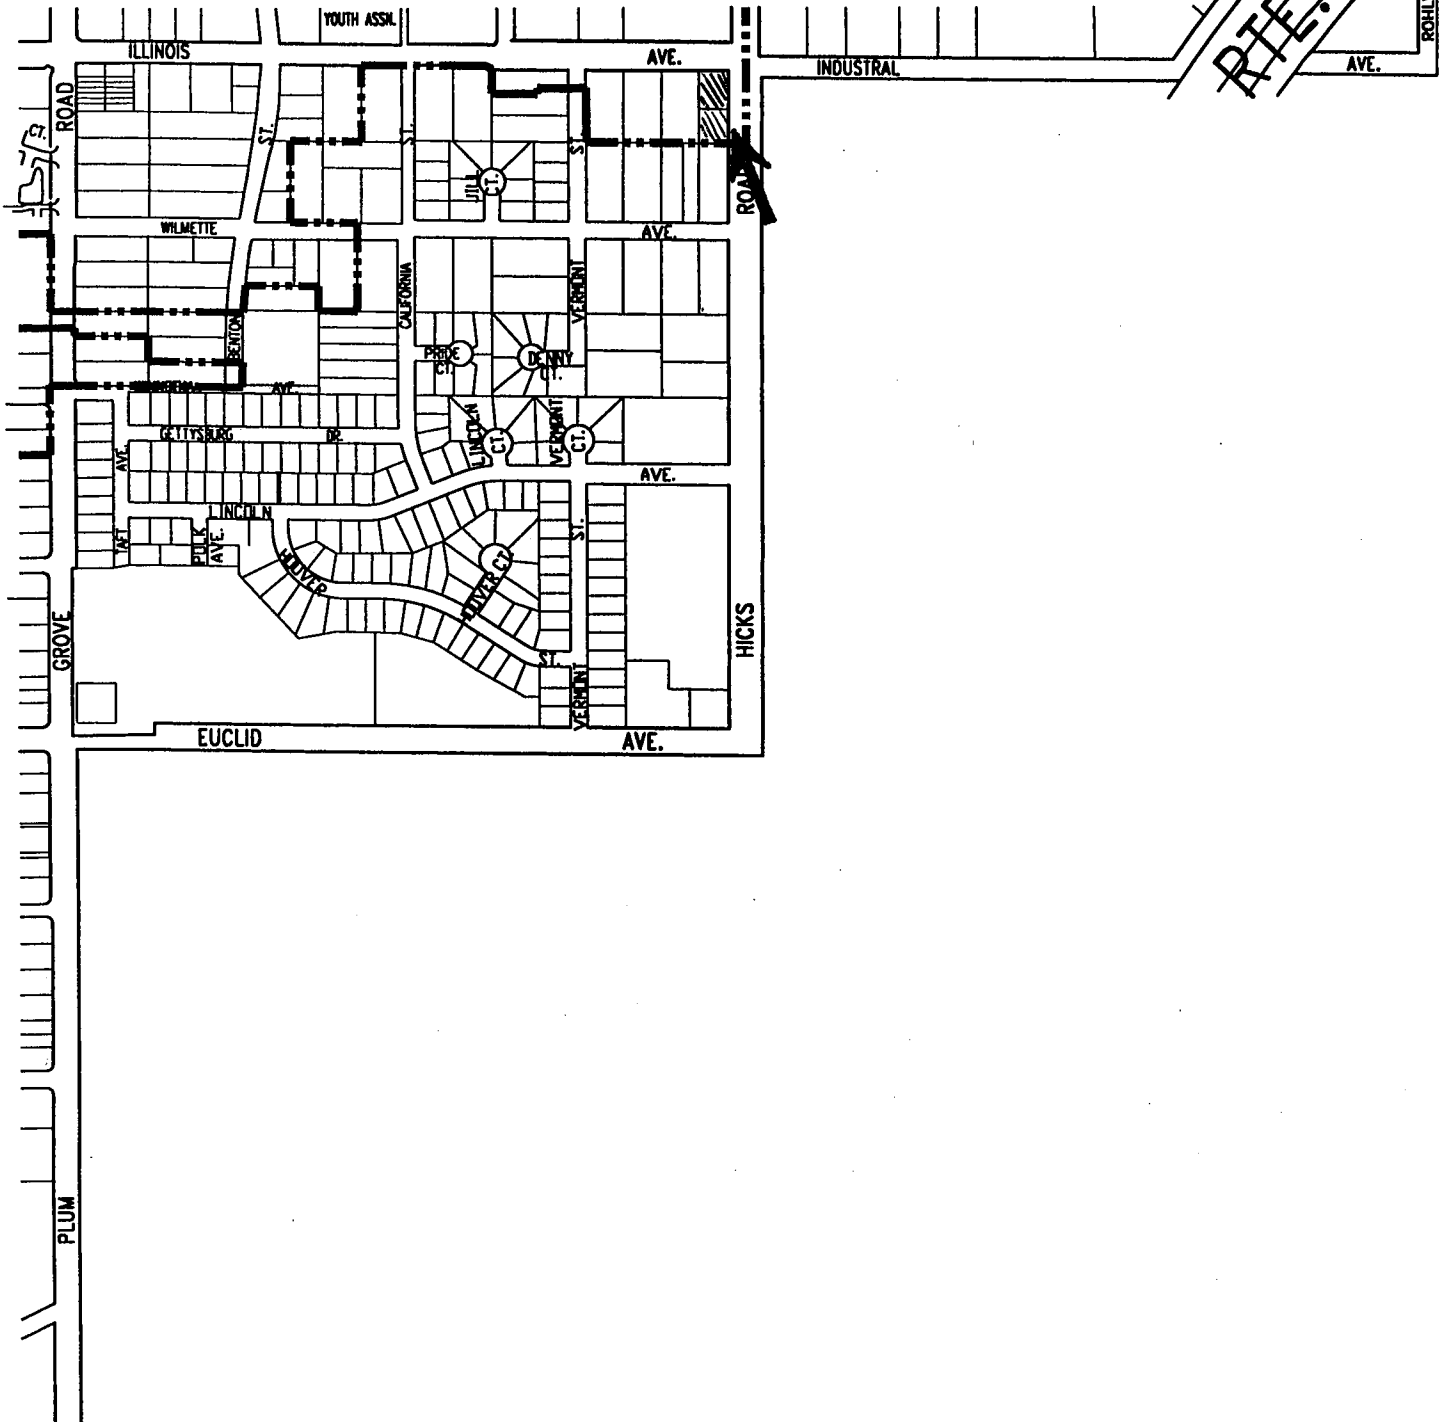 YOUTH ASSN.
ILLINOIS
AVE.
INDUSTRAL
RTE.
AVE.
ROAD
CT.
ST.
ST.
ST.
JILL
CT.
ROAD
WILMETTE
AVE.
CALIFORNIA
VERMONT
BENTON
PRIDE
CT.
DENNY
CT.
AVE.
GETTYSBURG
DR.
LINCOLN
CT.
VERMONT
CT.
AVE.
AVE.
LINCOLN
TAFT
POLK
AVE.
ST.
HOOVER
CT.
GROVE
HICKS
ST.
VERMONT
EUCLID
AVE.
PLUM